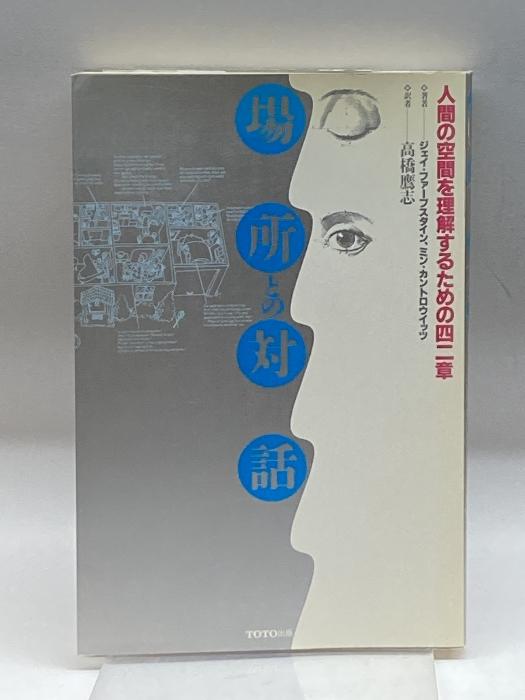 人間の空間を理解するための四二章
◆著者──ジェイ・ファーブスタイン、ミン・カントロウイッツ
◆訳者──高橋鷹志
場所との対話
TOTO出版